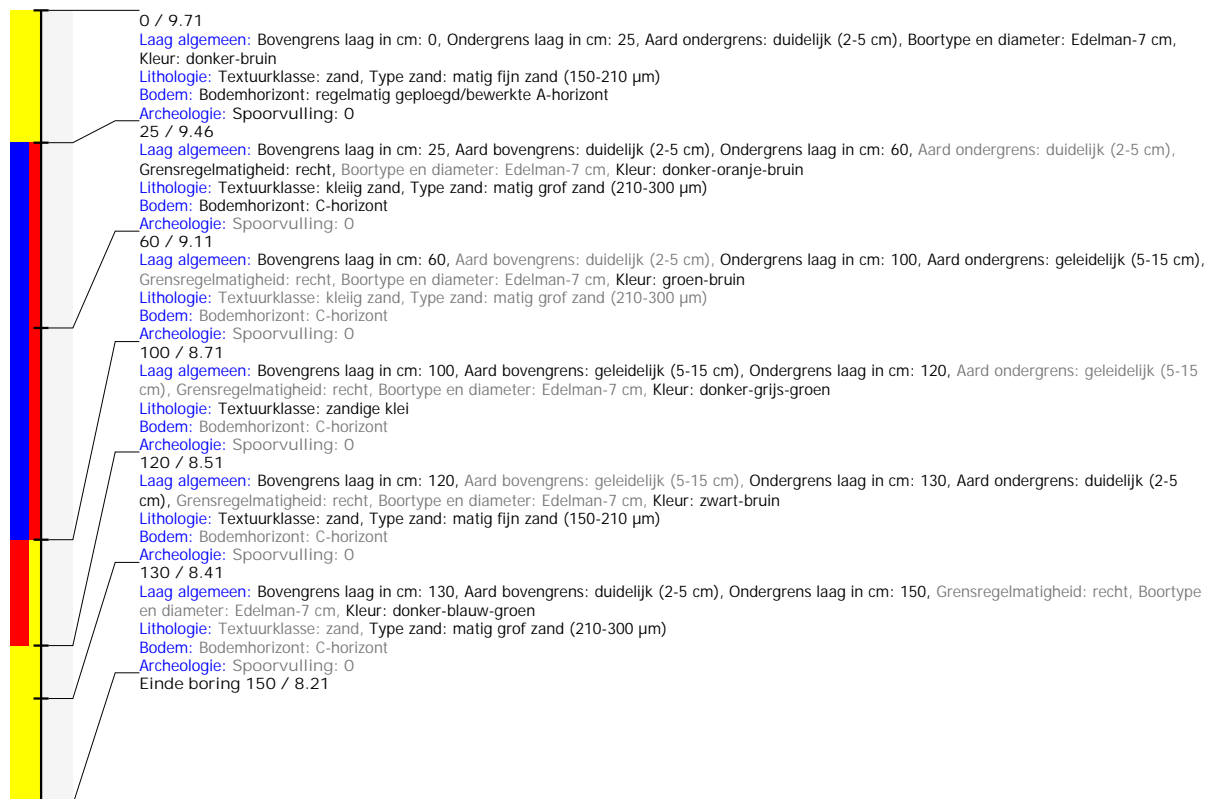 0 / 9.71
Laag algemeen: Bovengrens laag in cm: 0, Ondergrens laag in cm: 25, Aard ondergrens: duidelijk (2-5 cm), Boortype en diameter: Edelman-7 cm,
Kleur: donker-bruin
Lithologie: Textuurklasse: zand, Type zand: matig fijn zand (150-210 µm)
Bodem: Bodemhorizont: regelmatig geploegd/bewerkte A-horizont
Archeologie: Spoorvulling: 0
25 / 9.46
Laag algemeen: Bovengrens laag in cm: 25, Aard bovengrens: duidelijk (2-5 cm), Ondergrens laag in cm: 60, Aard ondergrens: duidelijk (2-5 cm),
Grensregelmatigheid: recht, Boortype en diameter: Edelman-7 cm, Kleur: donker-oranje-bruin
Lithologie: Textuurklasse: kleiig zand, Type zand: matig grof zand (210-300 µm)
Bodem: Bodemhorizont: C-horizont
Archeologie: Spoorvulling: 0
60 / 9.11
Laag algemeen: Bovengrens laag in cm: 60, Aard bovengrens: duidelijk (2-5 cm), Ondergrens laag in cm: 100, Aard ondergrens: geleidelijk (5-15 cm),
Grensregelmatigheid: recht, Boortype en diameter: Edelman-7 cm, Kleur: groen-bruin
Lithologie: Textuurklasse: kleiig zand, Type zand: matig grof zand (210-300 µm)
Bodem: Bodemhorizont: C-horizont
Archeologie: Spoorvulling: 0
100 / 8.71
Laag algemeen: Bovengrens laag in cm: 100, Aard bovengrens: geleidelijk (5-15 cm), Ondergrens laag in cm: 120, Aard ondergrens: geleidelijk (5-15
cm), Grensregelmatigheid: recht, Boortype en diameter: Edelman-7 cm, Kleur: donker-grijs-groen
Lithologie: Textuurklasse: zandige klei
Bodem: Bodemhorizont: C-horizont
Archeologie: Spoorvulling: 0
120 / 8.51
Laag algemeen: Bovengrens laag in cm: 120, Aard bovengrens: geleidelijk (5-15 cm), Ondergrens laag in cm: 130, Aard ondergrens: duidelijk (2-5
cm), Grensregelmatigheid: recht, Boortype en diameter: Edelman-7 cm, Kleur: zwart-bruin
Lithologie: Textuurklasse: zand, Type zand: matig fijn zand (150-210 µm)
Bodem: Bodemhorizont: C-horizont
Archeologie: Spoorvulling: 0
130 / 8.41
Laag algemeen: Bovengrens laag in cm: 130, Aard bovengrens: duidelijk (2-5 cm), Ondergrens laag in cm: 150, Grensregelmatigheid: recht, Boortype
en diameter: Edelman-7 cm, Kleur: donker-blauw-groen
Lithologie: Textuurklasse: zand, Type zand: matig grof zand (210-300 µm)
Bodem: Bodemhorizont: C-horizont
Archeologie: Spoorvulling: 0
Einde boring 150 / 8.21